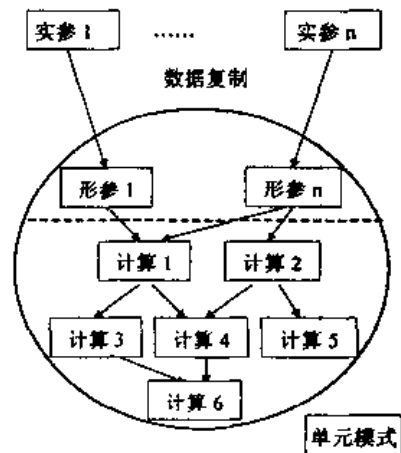 实参 1 ...... 实参 n
数据复制
形参 1 形参 n
计算 1 计算 2
计算 3 计算 4 计算 5
计算 6
单元模式